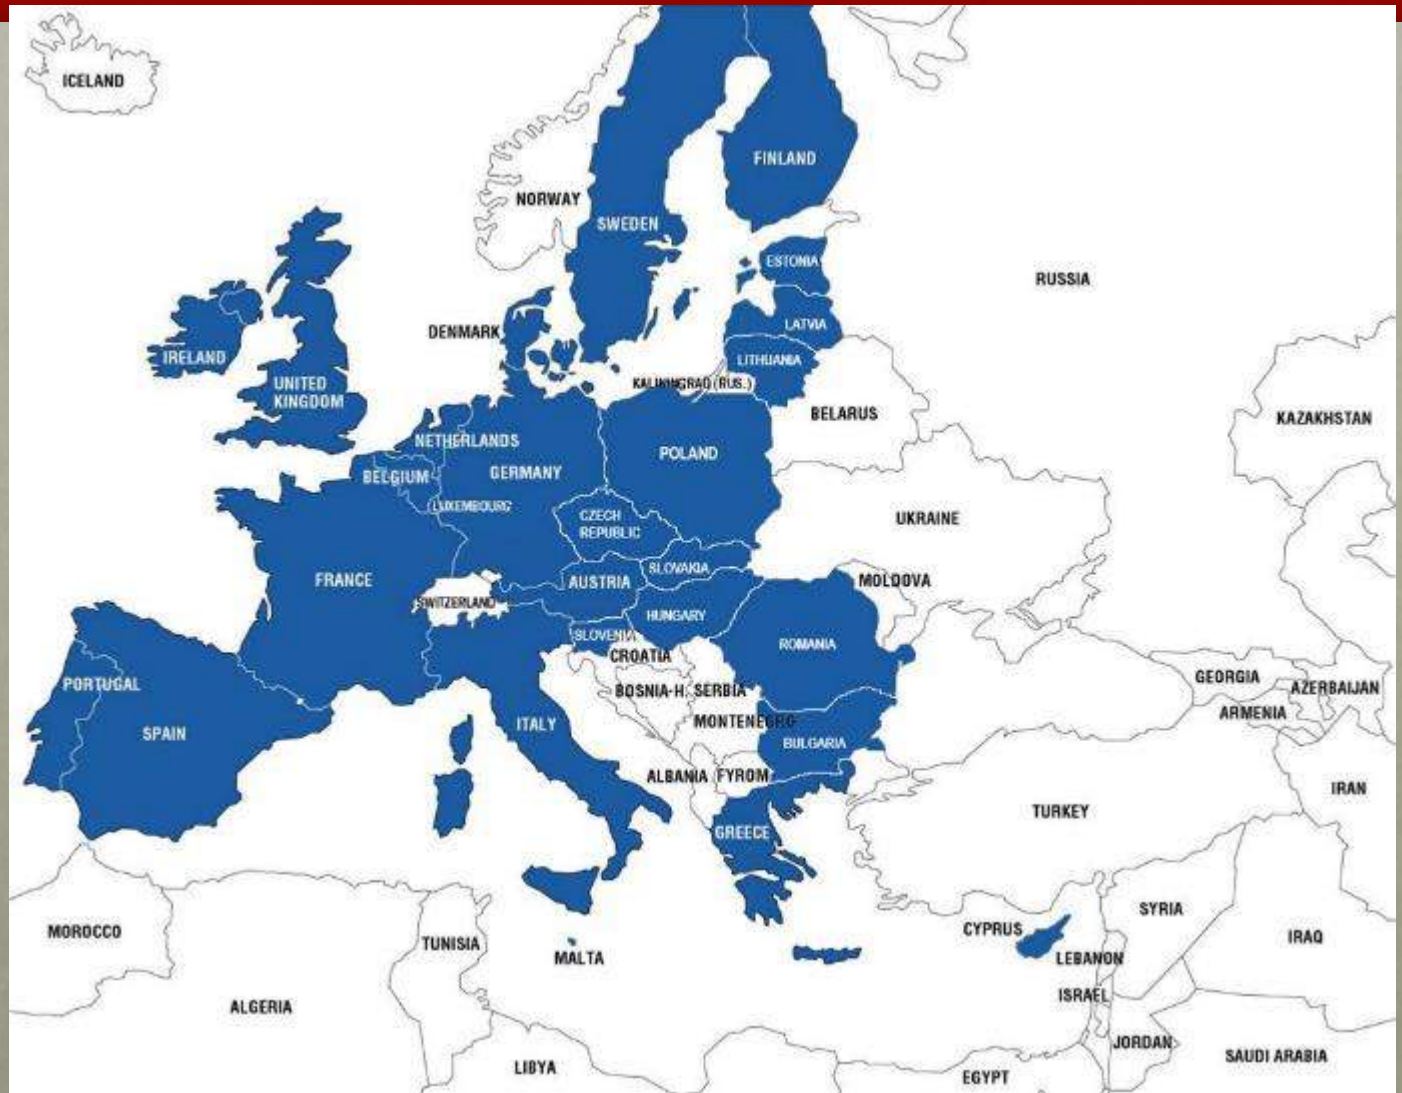 ICELAND
FINLAND
NORWAY
SWEDEN
ESTONIA
RUSSIA
LATVIA
DENMARK
IRELAND
LITHUANIA
KALININGRAD (RUS.)
UNITED
KINGDOM
BELARUS
KAZAKHSTAN
NETHERLANDS
POLAND
GERMANY
BELGIUM
LUXEMBOURG
CZECH
REPUBLIC
UKRAINE
SLOVAKIA
FRANCE
AUSTRIA
MOLDOVA
SWITZERLAND
HUNGARY
SLOVENIA
ROMANIA
CROATIA
GEORGIA
PORTUGAL
BOSNIA-H.
SERBIA
AZERBAIJAN
ARMENIA
MONTENEGRO
ITALY
SPAIN
BULGARIA
ALBANIA
FYROM
IRAN
TURKEY
GREECE
SYRIA
MOROCCO
CYPRUS
IRAQ
TUNISIA
MALTA
LEBANON
ISRAEL
ALGERIA
JORDAN
SAUDI ARABIA
LIBYA
EGYPT